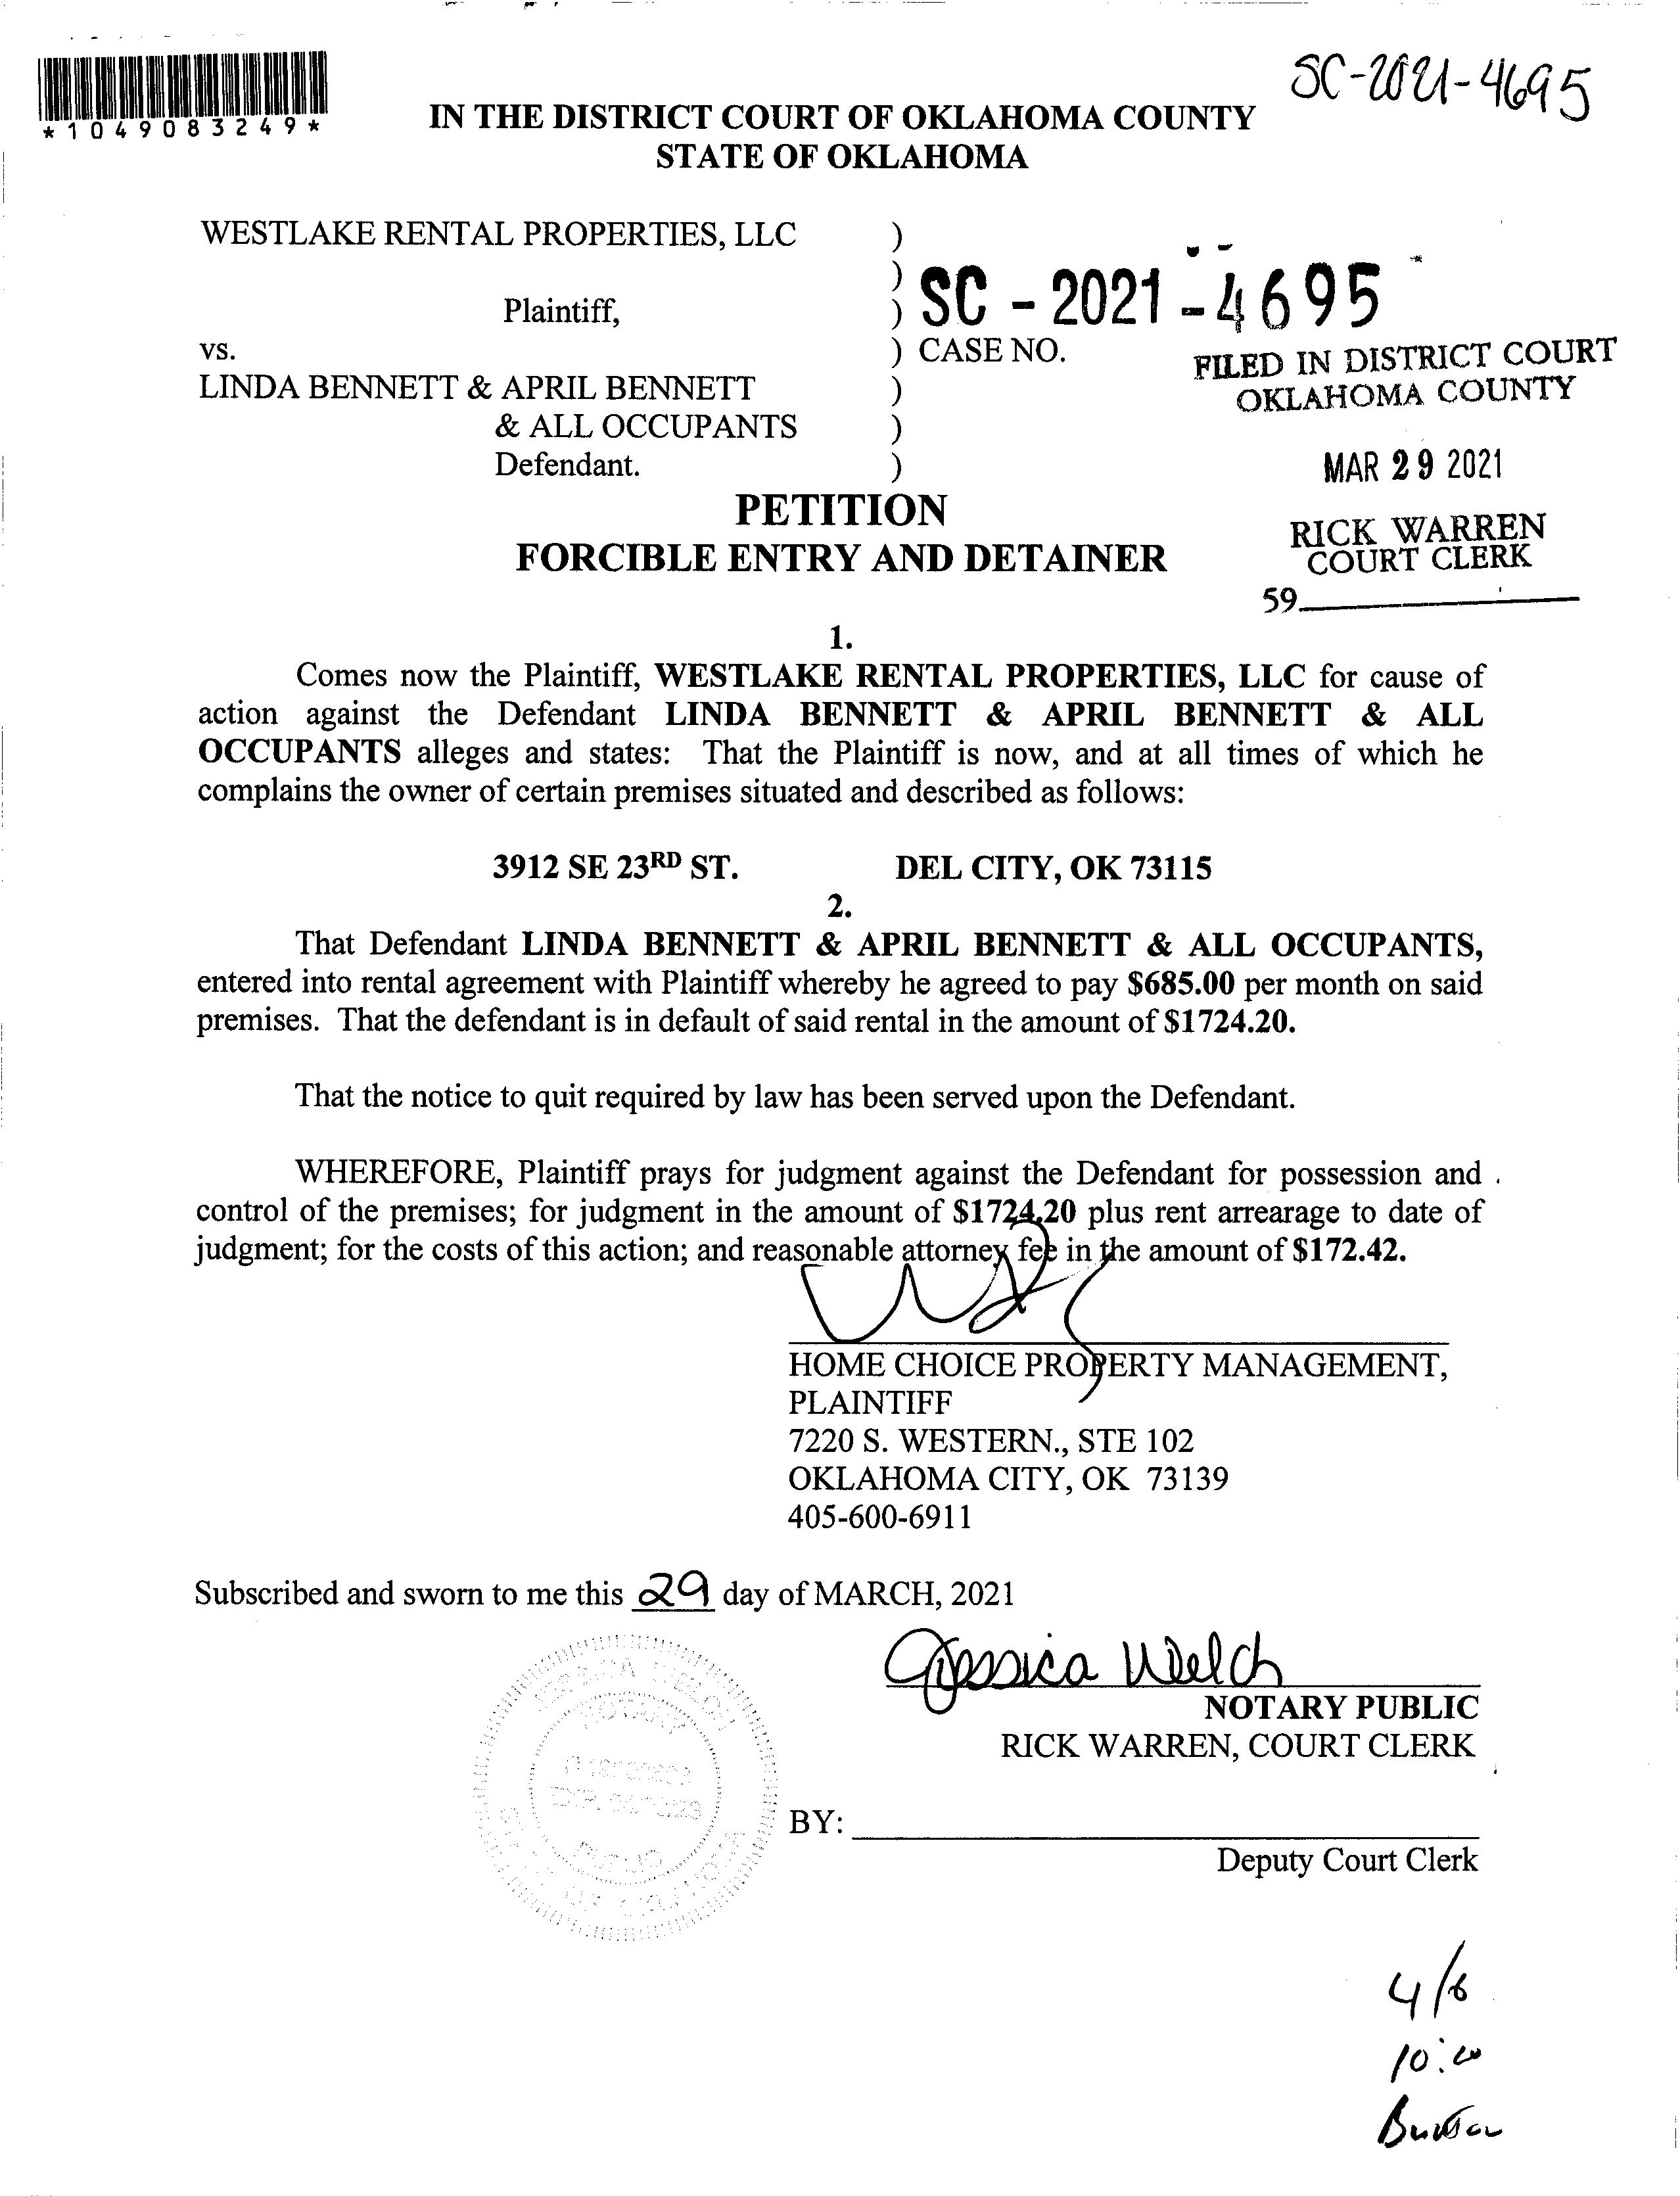 SC-2021-4695
*1049083249*
IN THE DISTRICT COURT OF OKLAHOMA COUNTY
STATE OF OKLAHOMA
WESTLAKE RENTAL PROPERTIES, LLC )
)
Plaintiff, ) SC - 2021 - 4695
vs. ) CASE NO.
FILED IN DISTRICT COURT
OKLAHOMA COUNTY
LINDA BENNETT & APRIL BENNETT )
& ALL OCCUPANTS )
Defendant. )
MAR 29 2021
PETITION
FORCIBLE ENTRY AND DETAINER
RICK WARREN
COURT CLERK
59
1.
Comes now the Plaintiff, WESTLAKE RENTAL PROPERTIES, LLC for cause of
action against the Defendant LINDA BENNETT & APRIL BENNETT & ALL
OCCUPANTS alleges and states: That the Plaintiff is now, and at all times of which he
complains the owner of certain premises situated and described as follows:
3912 SE 23RD ST. DEL CITY, OK 73115
2.
That Defendant LINDA BENNETT & APRIL BENNETT & ALL OCCUPANTS,
entered into rental agreement with Plaintiff whereby he agreed to pay $685.00 per month on said
premises. That the defendant is in default of said rental in the amount of $1724.20.
That the notice to quit required by law has been served upon the Defendant.
WHEREFORE, Plaintiff prays for judgment against the Defendant for possession and
control of the premises; for judgment in the amount of $1724.20 plus rent arrearage to date of
judgment; for the costs of this action; and reasonable attorney fee in the amount of $172.42.
HOME CHOICE PROPERTY MANAGEMENT,
PLAINTIFF
7220 S. WESTERN., STE 102
OKLAHOMA CITY, OK 73139
405-600-6911
Subscribed and sworn to me this 29 day of MARCH, 2021
Jessica Welch
NOTARY PUBLIC
RICK WARREN, COURT CLERK
NOTARY
PUBLIC
BY:
Deputy Court Clerk
4/6